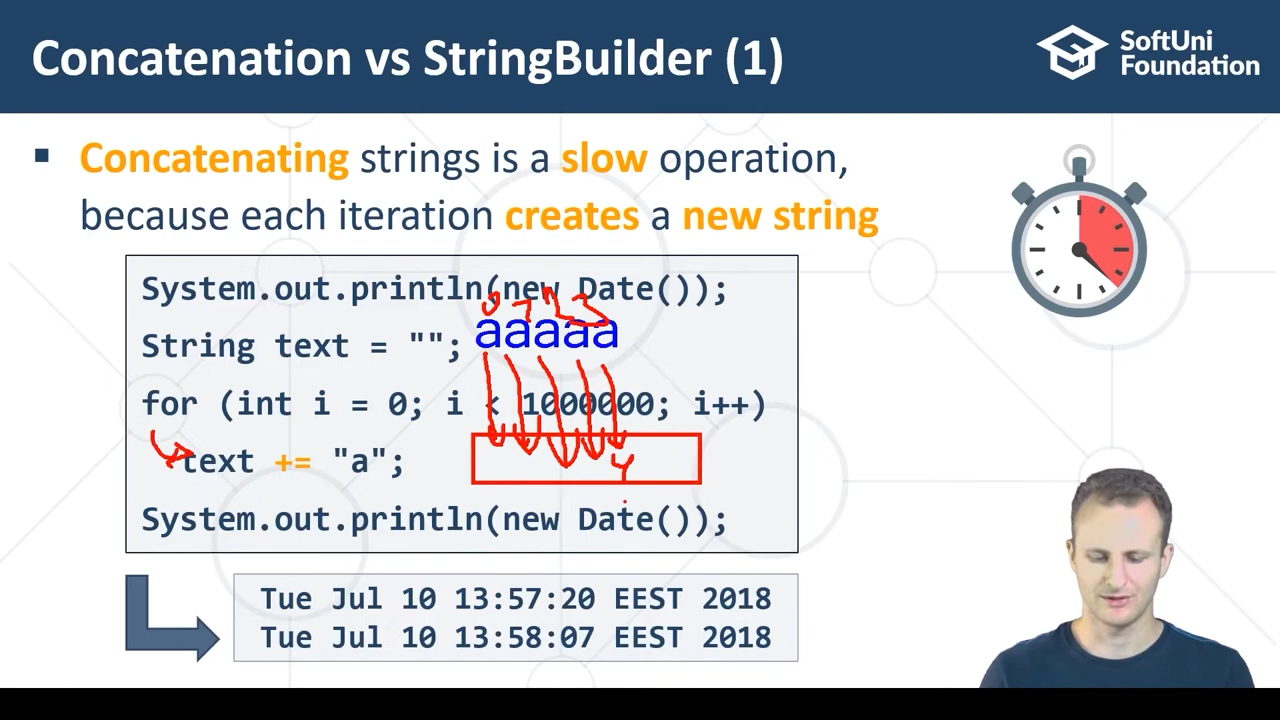 Concatenation vs StringBuilder (1)
SoftUni
Foundation
Concatenating strings is a slow operation,
because each iteration creates a new string
System.out.println(new Date());
aaaaa
String text = "";
for (int i = 0; i < 1000000; i++)
text += "a";
System.out.println(new Date());
Tue Jul 10 13:57:20 EEST 2018
Tue Jul 10 13:58:07 EEST 2018